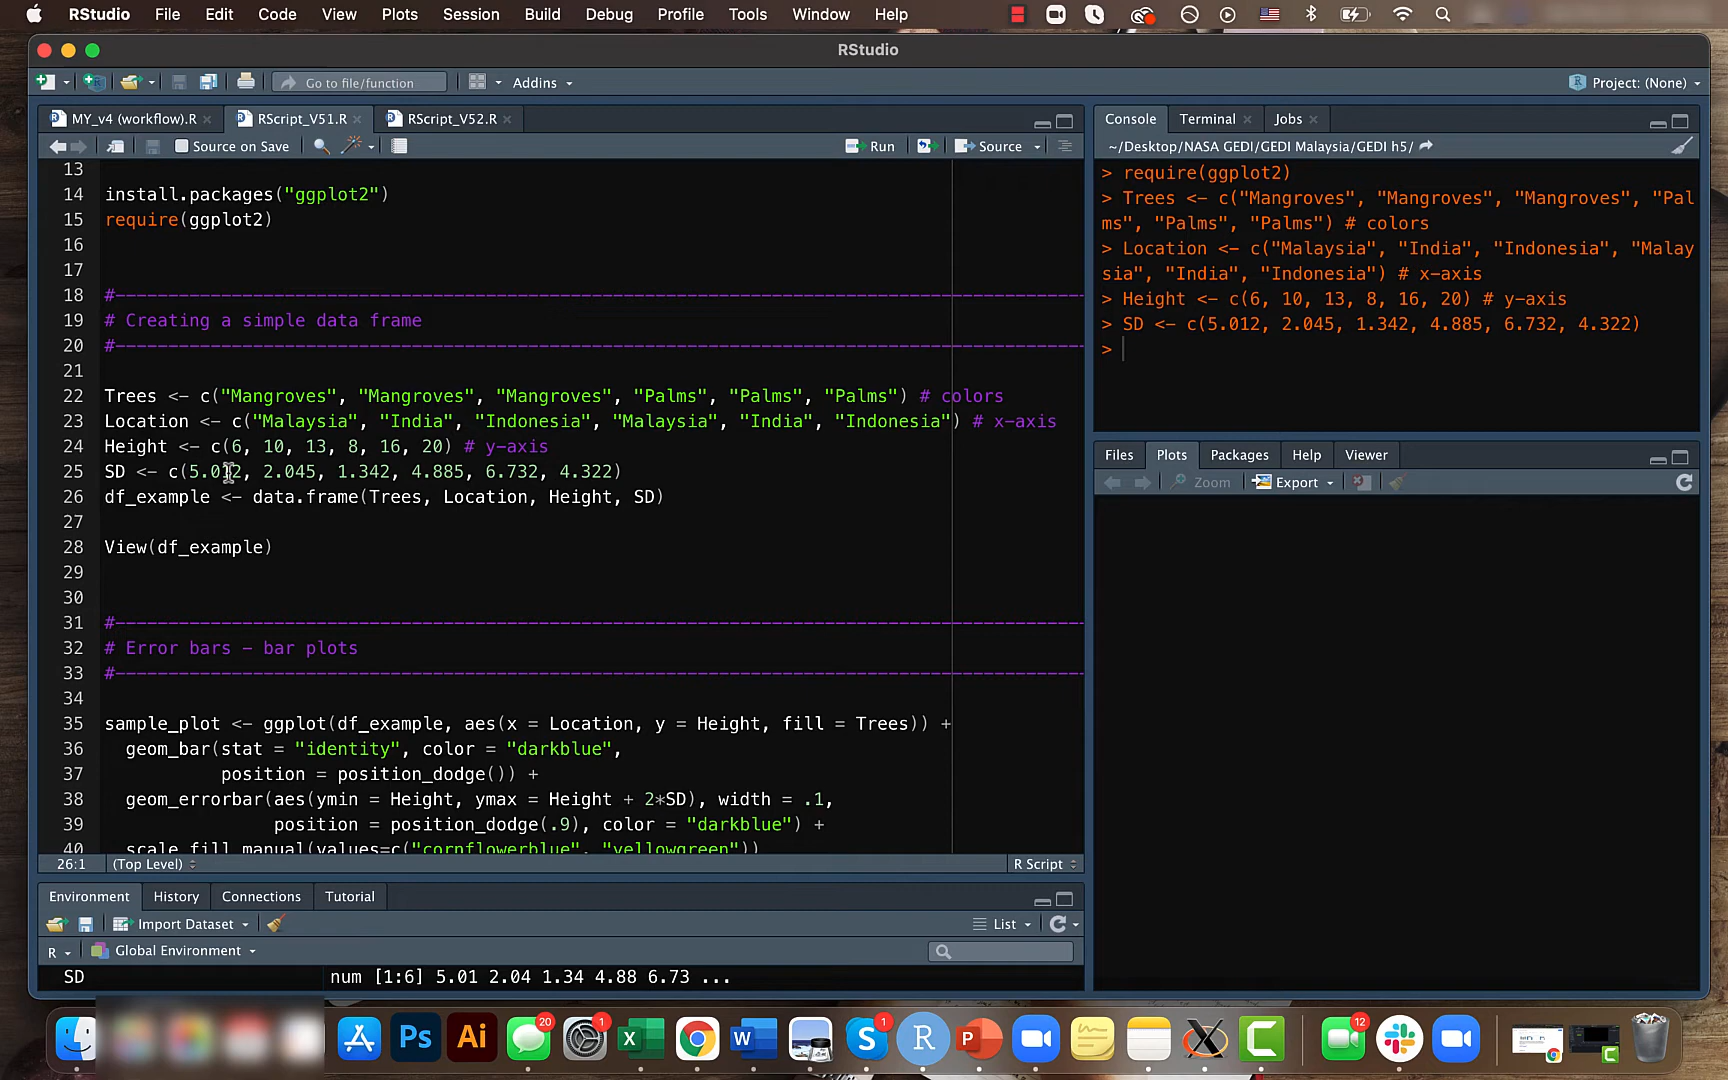 RStudio File Edit Code View Plots Session Build Debug Profile Tools Window Help
RStudio
Go to file/function Addins Project: (None)
MY_v4 (workflow).R RScript_V51.R RScript_V52.R
Source on Save Run Source
13
14 install.packages("ggplot2")
15 require(ggplot2)
16
17
18 #----------------------------------------------------------------------------------------------
19 # Creating a simple data frame
20 #----------------------------------------------------------------------------------------------
21
22 Trees <- c("Mangroves", "Mangroves", "Mangroves", "Palms", "Palms", "Palms") # colors
23 Location <- c("Malaysia", "India", "Indonesia", "Malaysia", "India", "Indonesia") # x-axis
24 Height <- c(6, 10, 13, 8, 16, 20) # y-axis
25 SD <- c(5.012, 2.045, 1.342, 4.885, 6.732, 4.322)
26 df_example <- data.frame(Trees, Location, Height, SD)
27
28 View(df_example)
29
30
31 #----------------------------------------------------------------------------------------------
32 # Error bars - bar plots
33 #----------------------------------------------------------------------------------------------
34
35 sample_plot <- ggplot(df_example, aes(x = Location, y = Height, fill = Trees)) +
36 geom_bar(stat = "identity", color = "darkblue",
37 position = position_dodge()) +
38 geom_errorbar(aes(ymin = Height, ymax = Height + 2*SD), width = .1,
39 position = position_dodge(.9), color = "darkblue") +
40 scale_fill_manual(values=c("cornflowerblue", "yellowgreen"))
26:1 (Top Level) R Script
Environment History Connections Tutorial
Import Dataset List
R Global Environment
SD num [1:6] 5.01 2.04 1.34 4.88 6.73 ...
Console Terminal Jobs
~/Desktop/NASA GEDI/GEDI Malaysia/GEDI h5/
> require(ggplot2)
> Trees <- c("Mangroves", "Mangroves", "Mangroves", "Pal
ms", "Palms", "Palms") # colors
> Location <- c("Malaysia", "India", "Indonesia", "Malay
sia", "India", "Indonesia") # x-axis
> Height <- c(6, 10, 13, 8, 16, 20) # y-axis
> SD <- c(5.012, 2.045, 1.342, 4.885, 6.732, 4.322)
>
Files Plots Packages Help Viewer
Zoom Export
Ps Ai 20 1 X W S 1 R P X C 12
C